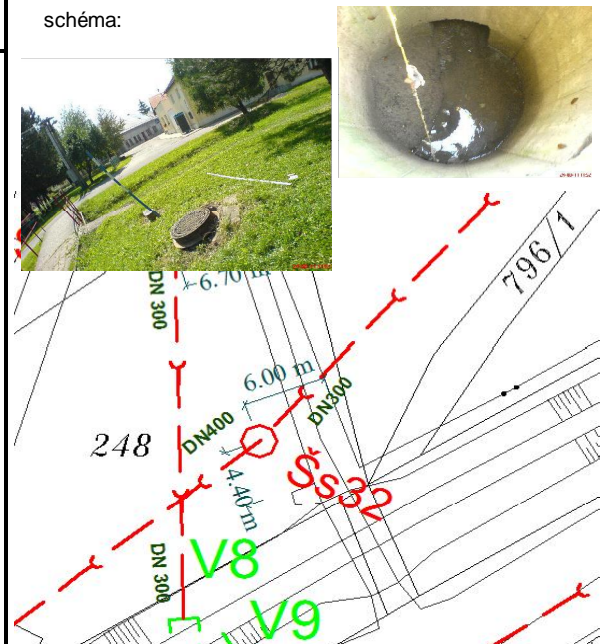 schéma:
DN 300
6.70 m
796/1
6.00 m
DN400
DN300
248
Šs32
4.40 m
DN 300
V8
V9